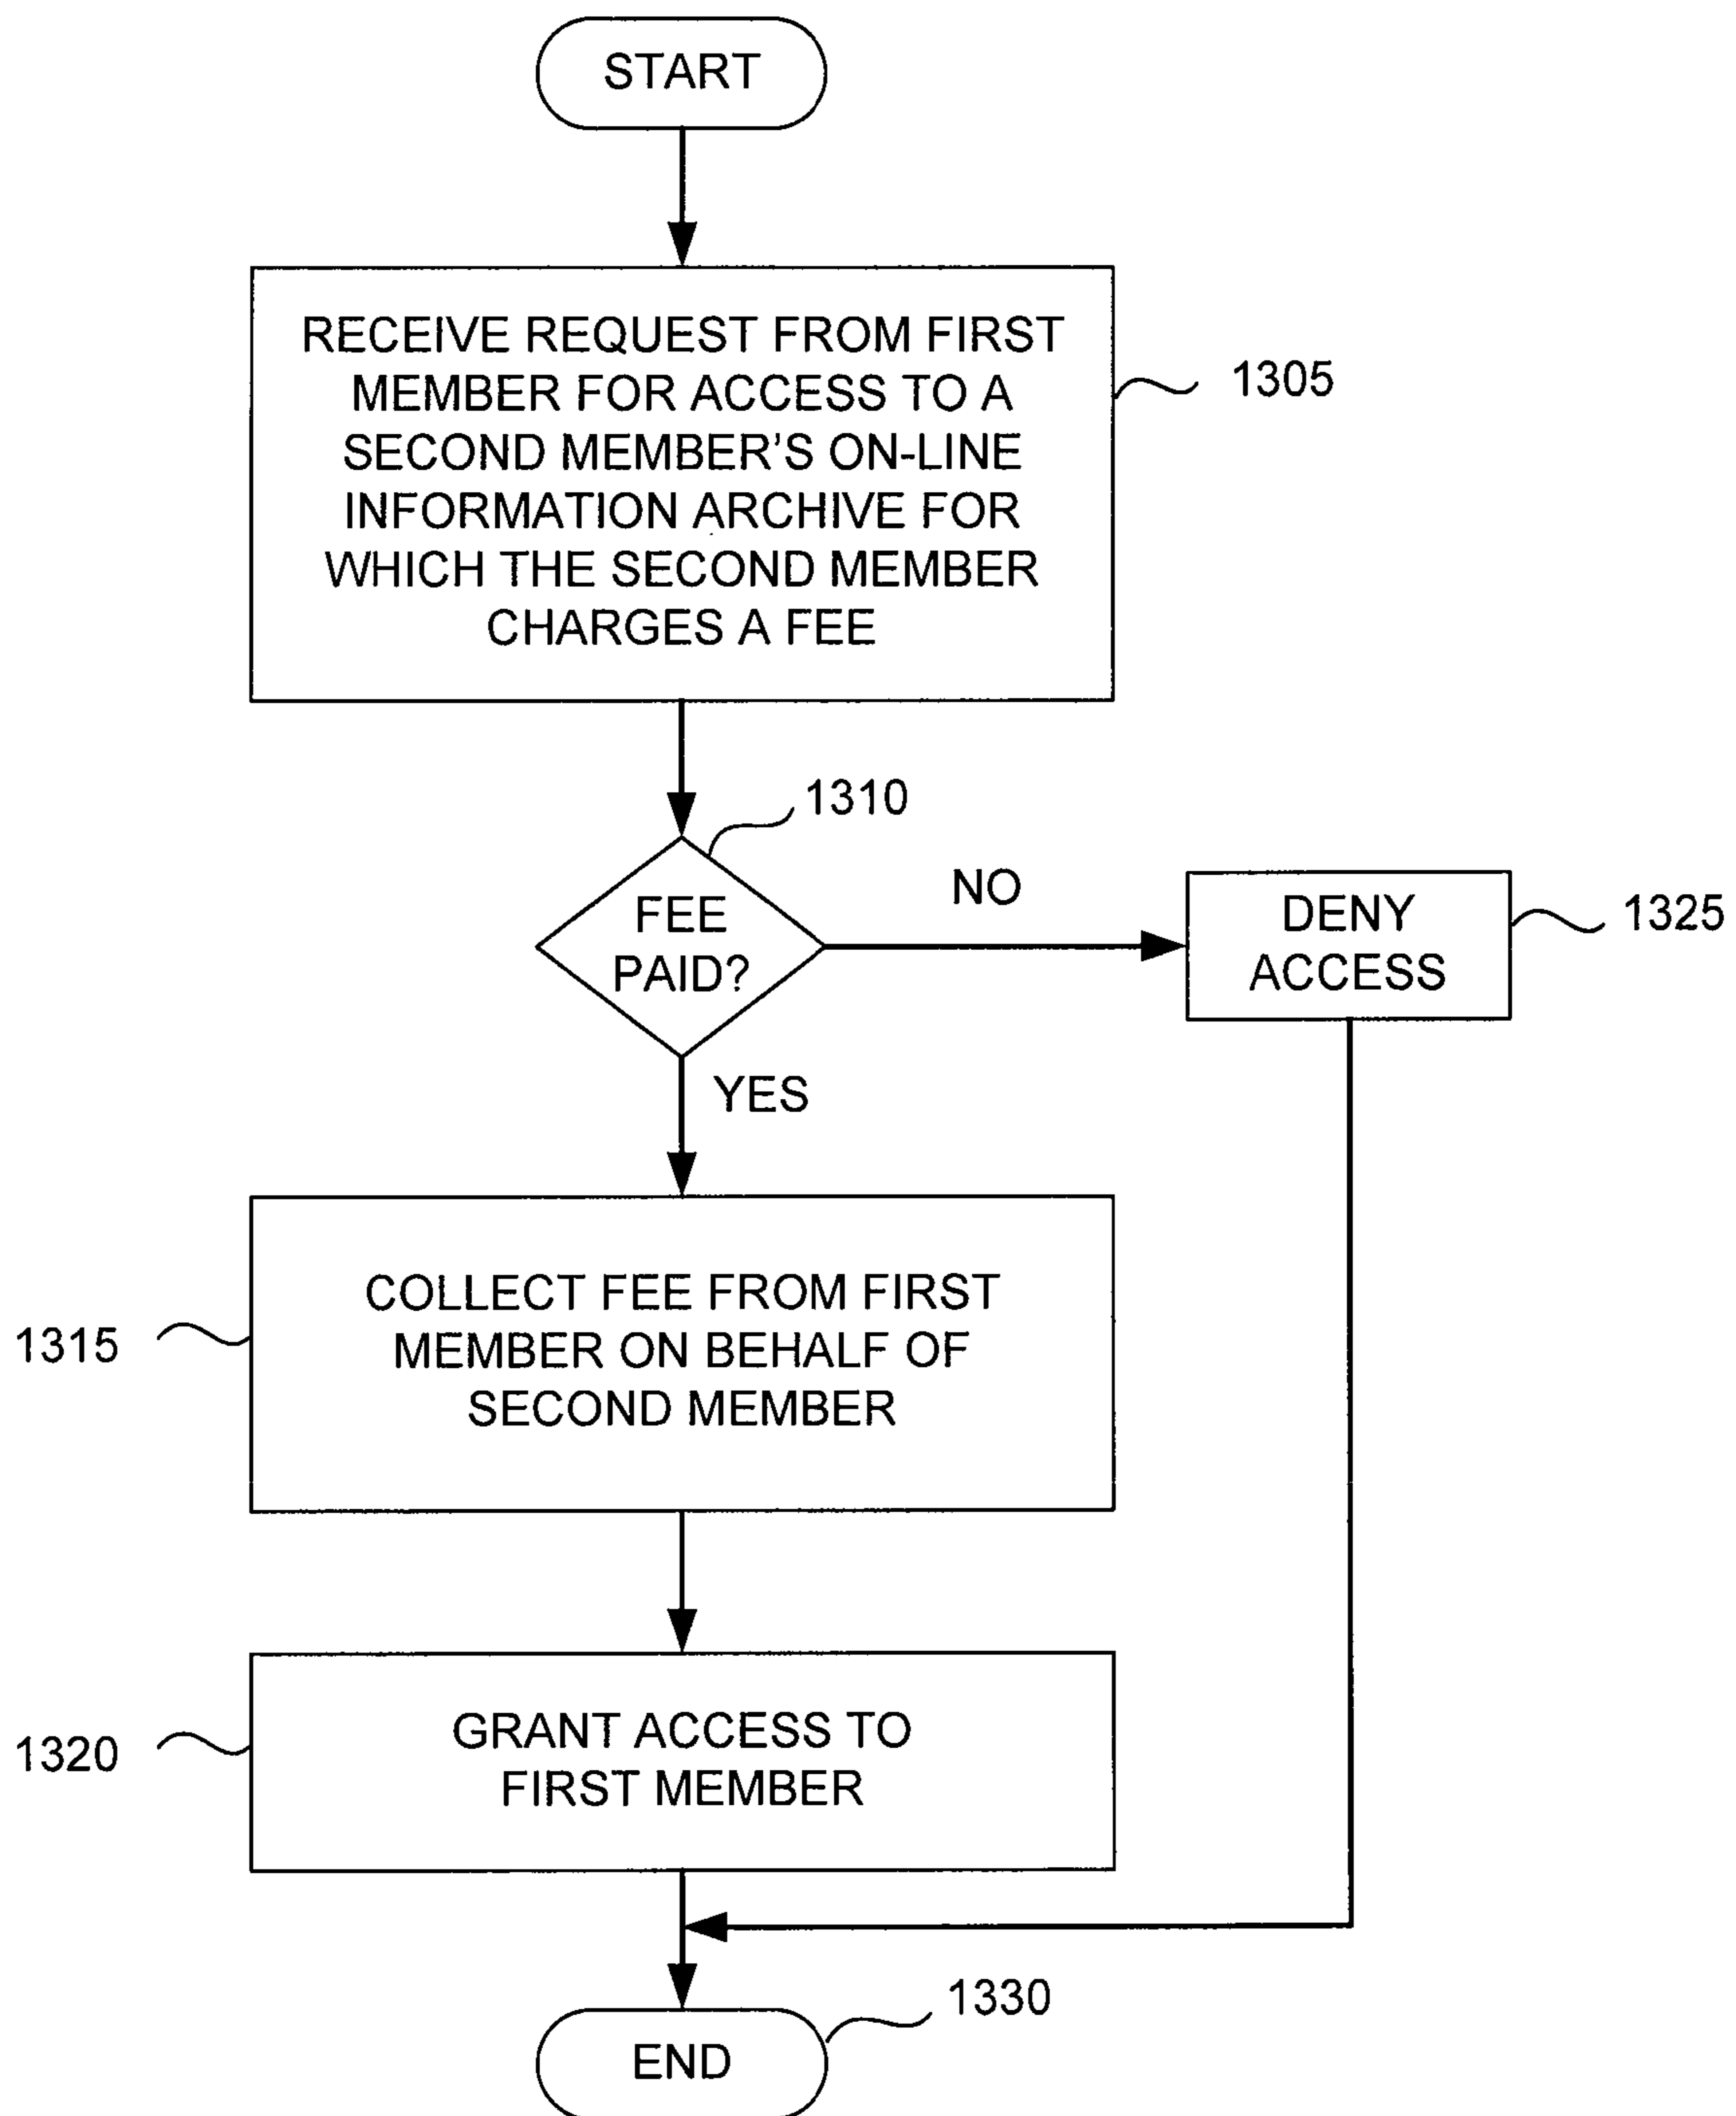 START
RECEIVE REQUEST FROM FIRST
MEMBER FOR ACCESS TO A
SECOND MEMBER'S ON-LINE
INFORMATION ARCHIVE FOR
WHICH THE SECOND MEMBER
CHARGES A FEE
1305
1310
FEE
PAID?
NO
DENY
ACCESS
1325
YES
COLLECT FEE FROM FIRST
MEMBER ON BEHALF OF
SECOND MEMBER
1315
GRANT ACCESS TO
FIRST MEMBER
1320
1330
END